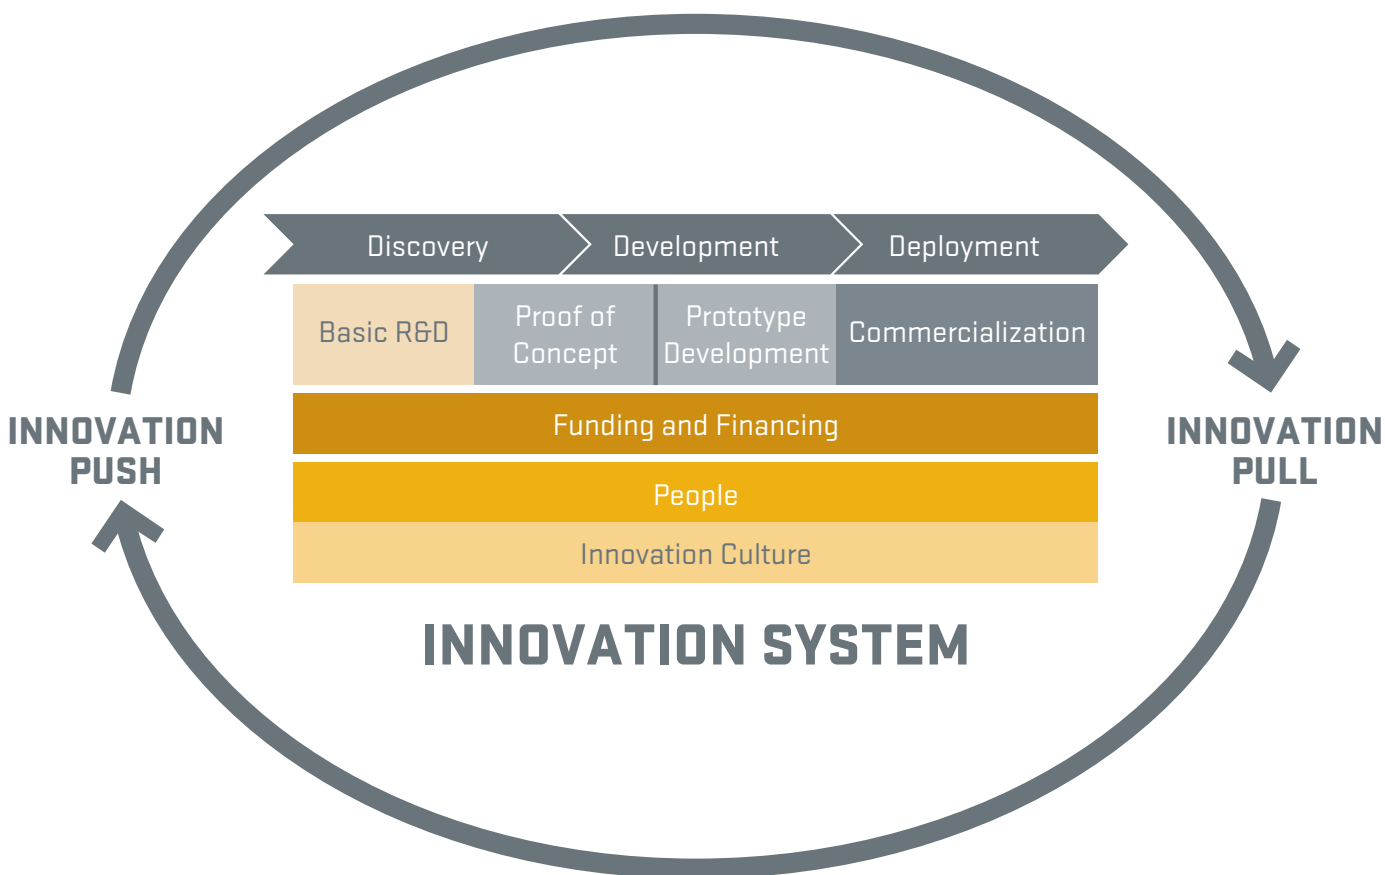 Discovery
Development
Deployment
Basic R&D
Proof of
Concept
Prototype
Development
Commercialization
INNOVATION
PUSH
Funding and Financing
INNOVATION
PULL
People
Innovation Culture
INNOVATION SYSTEM